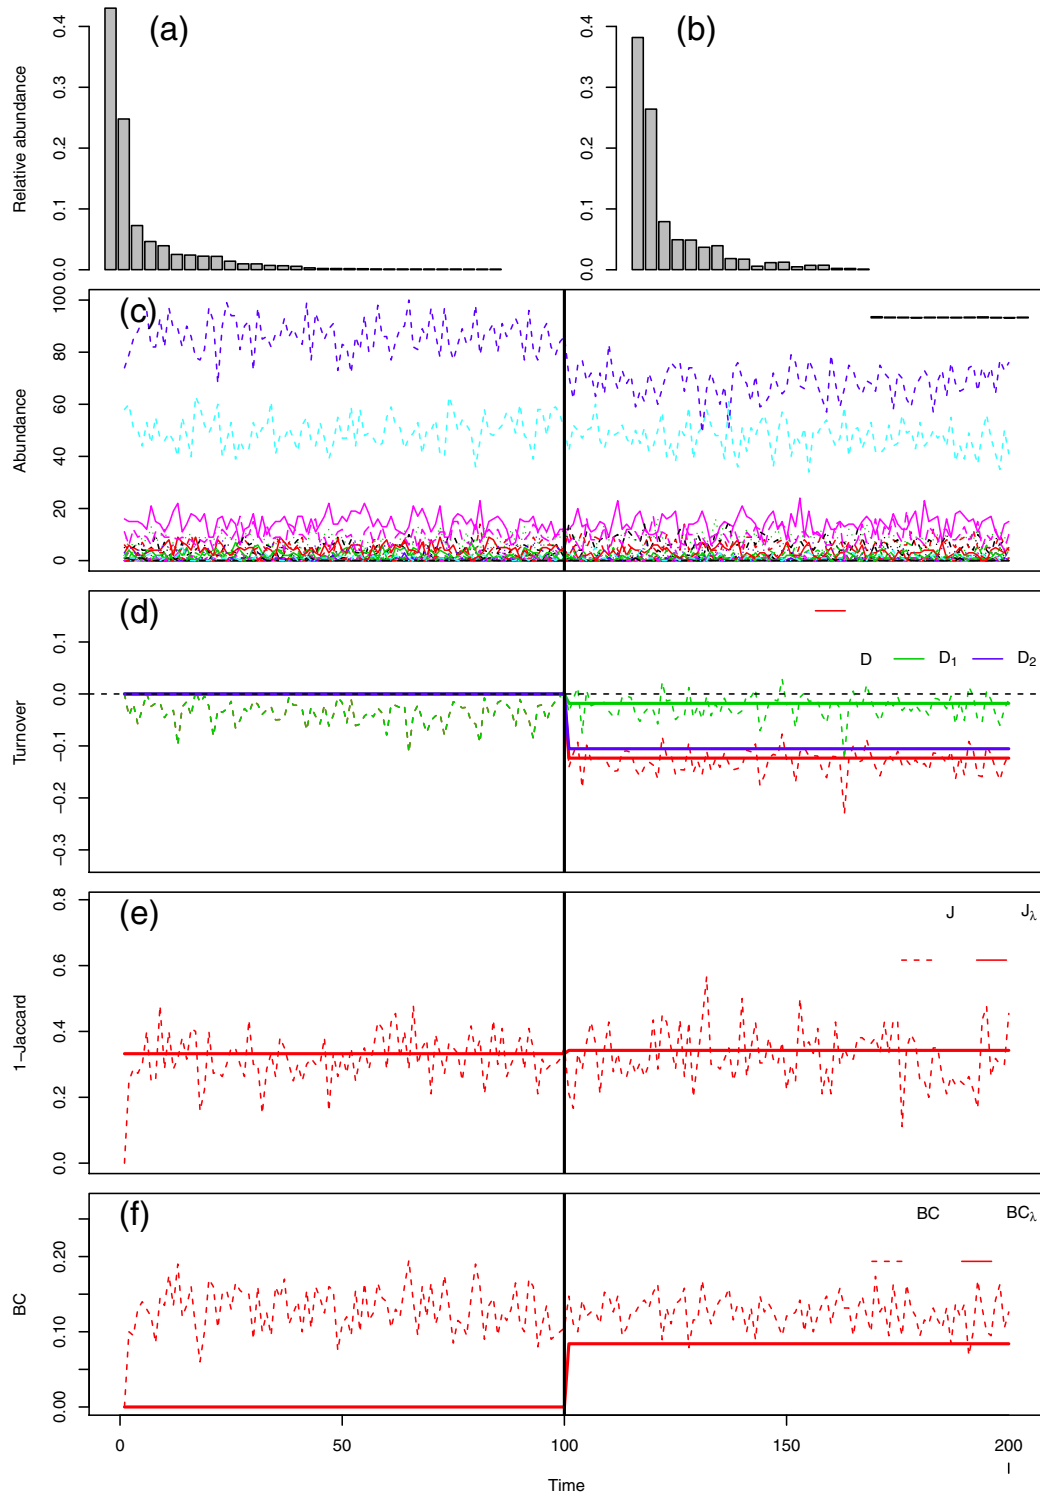 (a) (b)
Relative abundance
0.4
0.3
0.2
0.1
0.0
0.4
0.3
0.2
0.1
0.0
(c)
Abundance
100
80
60
40
20
0
(d)
Turnover
0.1
0.0
−0.1
−0.2
−0.3
D D₁ D₂
(e)
1−Jaccard
0.8
0.6
0.4
0.2
0.0
J Jλ
(f)
BC
0.20
0.10
0.00
BC BCλ
0 50 100 150 200
I
Time